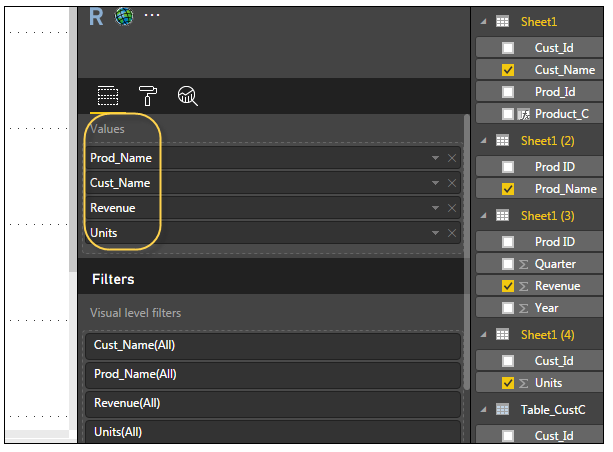 R ...
Values
Prod_Name
Cust_Name
Revenue
Units
Filters
Visual level filters
Cust_Name(All)
Prod_Name(All)
Revenue(All)
Units(All)
Sheet1
Cust_Id
Cust_Name
Prod_Id
Product_C
Sheet1 (2)
Prod ID
Prod_Name
Sheet1 (3)
Prod ID
Σ Quarter
Σ Revenue
Σ Year
Sheet1 (4)
Cust_Id
Σ Units
Table_CustC
Cust_Id